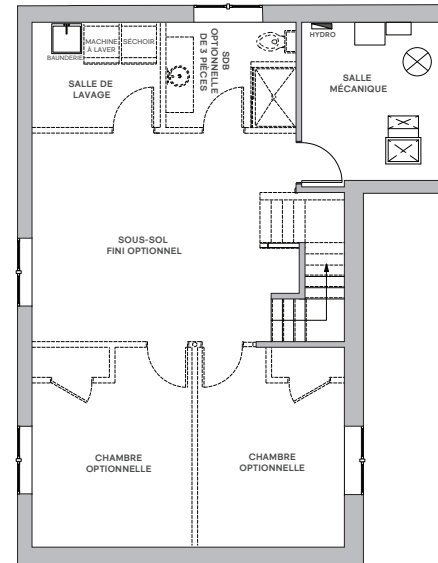 HYDRO
BAUNDERIE
MACHINE
À LAVER
SÉCHOIR
SDB
OPTIONNELLE
DE 3 PIÈCES
SALLE DE
LAVAGE
SALLE
MÉCANIQUE
SOUS-SOL
FINI OPTIONNEL
CHAMBRE
OPTIONNELLE
CHAMBRE
OPTIONNELLE